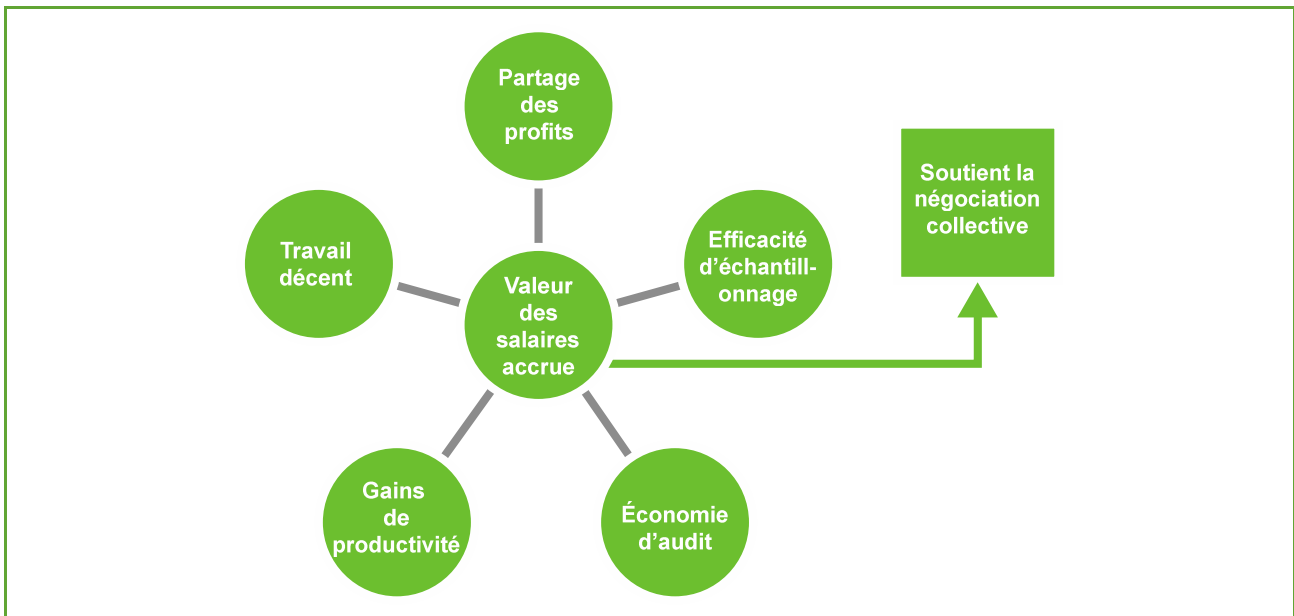 Partage
des
profits
Travail
décent
Efficacité
d'échantill-
onnage
Valeur
des
salaires
accrue
Soutient la
négociation
collective
Gains
de
productivité
Économie
d'audit